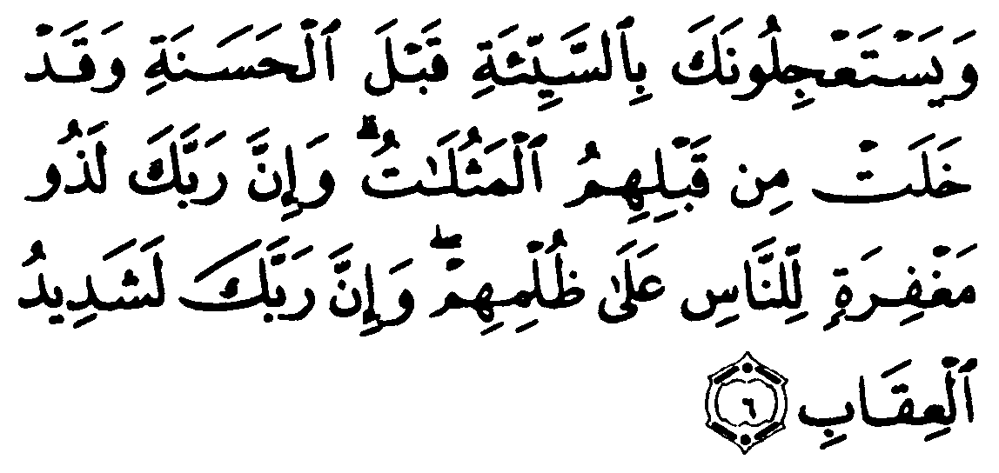 وَيَسْتَعْجِلُونَكَ بِٱلسَّيِّئَةِ قَبْلَ ٱلْحَسَنَةِ وَقَدْ
خَلَتْ مِن قَبْلِهِمُ ٱلْمَثُلَـٰتُ ۗ وَإِنَّ رَبَّكَ لَذُو
مَغْفِرَةٍ لِّلنَّاسِ عَلَىٰ ظُلْمِهِمْ ۖ وَإِنَّ رَبَّكَ لَشَدِيدُ
ٱلْعِقَابِ ٦